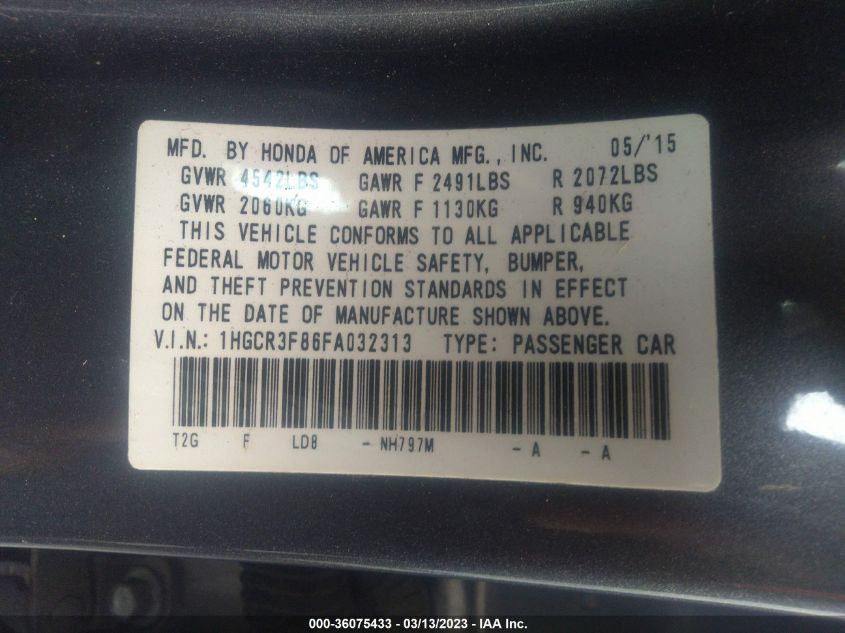 MFD. BY HONDA OF AMERICA MFG., INC. 05/'15
GVWR 4542LBS GAWR F 2491LBS R 2072LBS
GVWR 2060KG GAWR F 1130KG R 940KG
THIS VEHICLE CONFORMS TO ALL APPLICABLE
FEDERAL MOTOR VEHICLE SAFETY, BUMPER,
AND THEFT PREVENTION STANDARDS IN EFFECT
ON THE DATE OF MANUFACTURE SHOWN ABOVE.
V.I.N.: 1HGCR3F86FA032313 TYPE: PASSENGER CAR
T2G F LD8 - NH797M - A - A
000-36075433 - 03/13/2023 - IAA Inc.